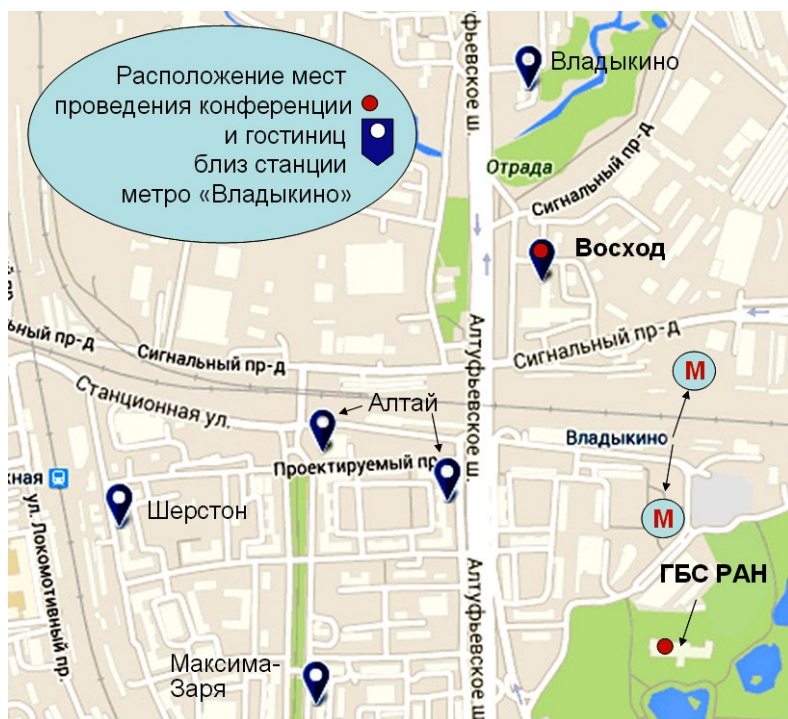 Расположение мест
проведения конференции
и гостиниц
близ станции
метро «Владыкино»
Алтуфьевское ш.
Владыкино
Отрада
Сигнальный пр-д
Восход
Алтуфьевское ш.
Сигнальный пр-д
Сигнальный пр-д
М
Станционная ул.
Алтай
Владыкино
Проектируемый пр
Шерстон
М
ул. Локомотивный пр.
ГБС РАН
Алтуфьевское ш.
Максима-
Заря